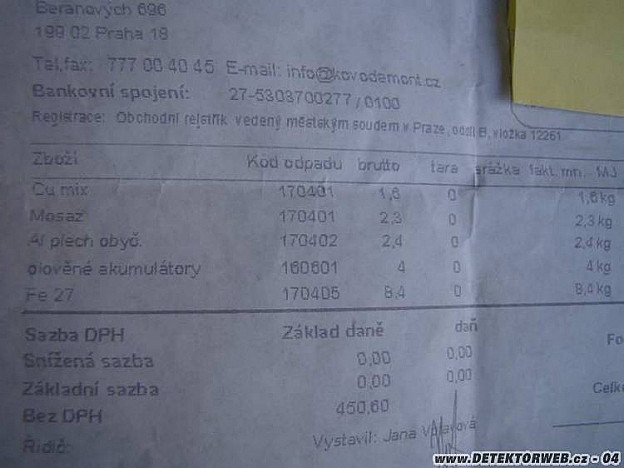 Beranových 696
199 02 Praha 18
Tel,fax: 777 00 40 45 E-mail: info@kovodemont.cz
Bankovní spojení: 27-5303700277 / 0100
Registrace: Obchodní rejstřík vedený městským soudem v Praze, oddíl B, vložka 12261
Zboží Kód odpadu brutto tara srážka fakt. mn. MJ
Cu mix 170401 1,6 0 1,6 kg
Mosaz 170401 2,3 0 2,3 kg
Al plech obyč. 170402 2,4 0 2,4 kg
olověné akumulátory 160601 4 0 4 kg
Fe 27 170405 8,4 0 8,4 kg
Sazba DPH Základ daně daň
Snížená sazba 0,00 0,00
Základní sazba 0,00 0,00
Bez DPH 450,60
Řidič: Vystavil: Jana
Celke
www.DETEKTORWEB.cz - 04